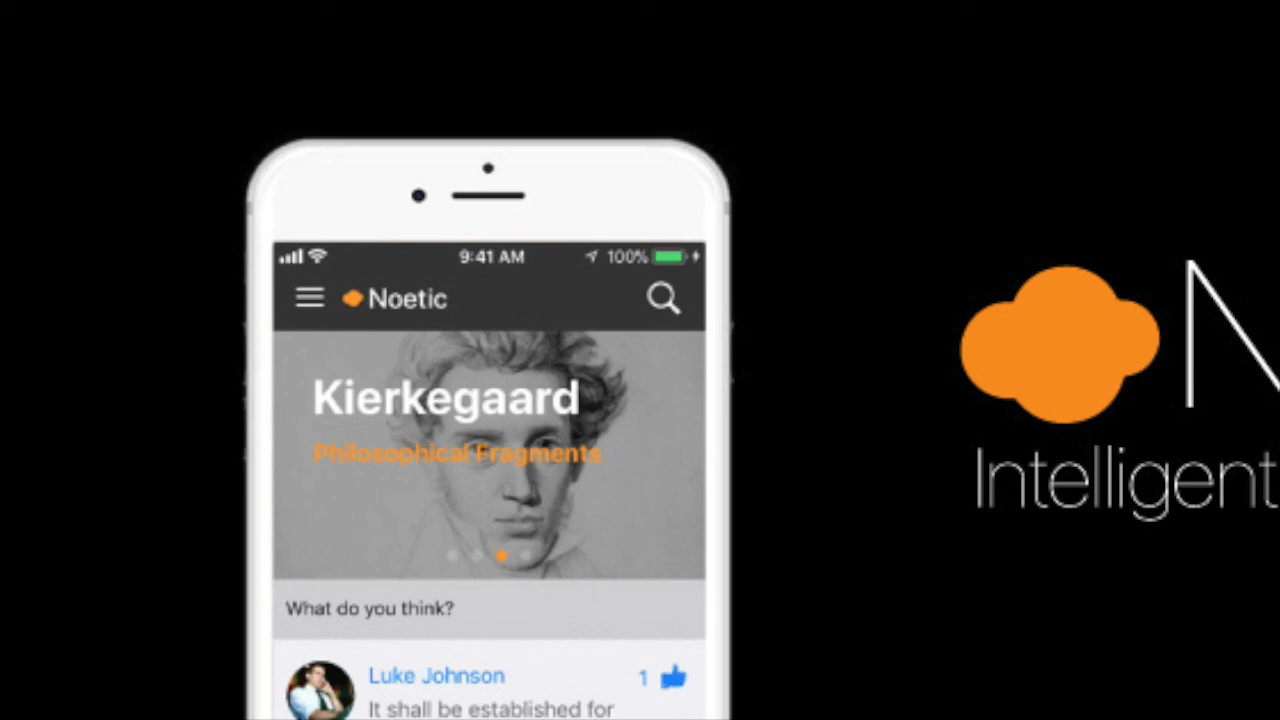 9:41 AM 100%
Noetic
Kierkegaard
Philosophical Fragments
What do you think?
Luke Johnson 1
It shall be established for
N
Intelligent